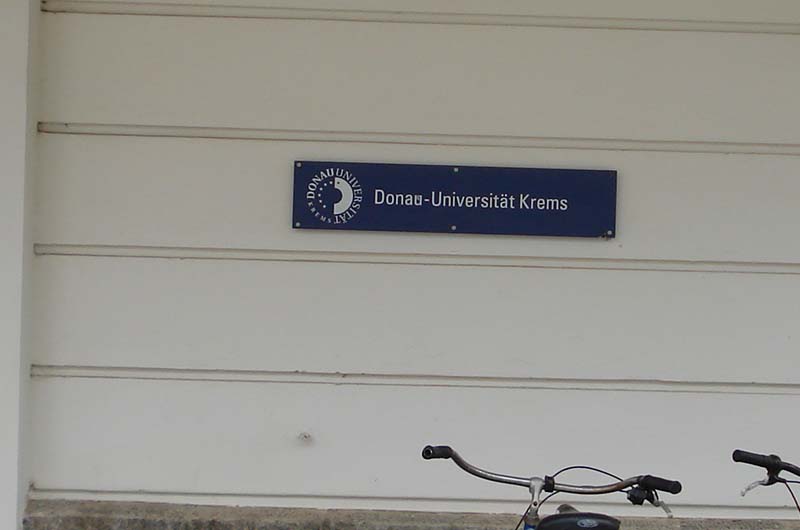 DONAU UNIVERSITÄT KREMS
Donau-Universität Krems